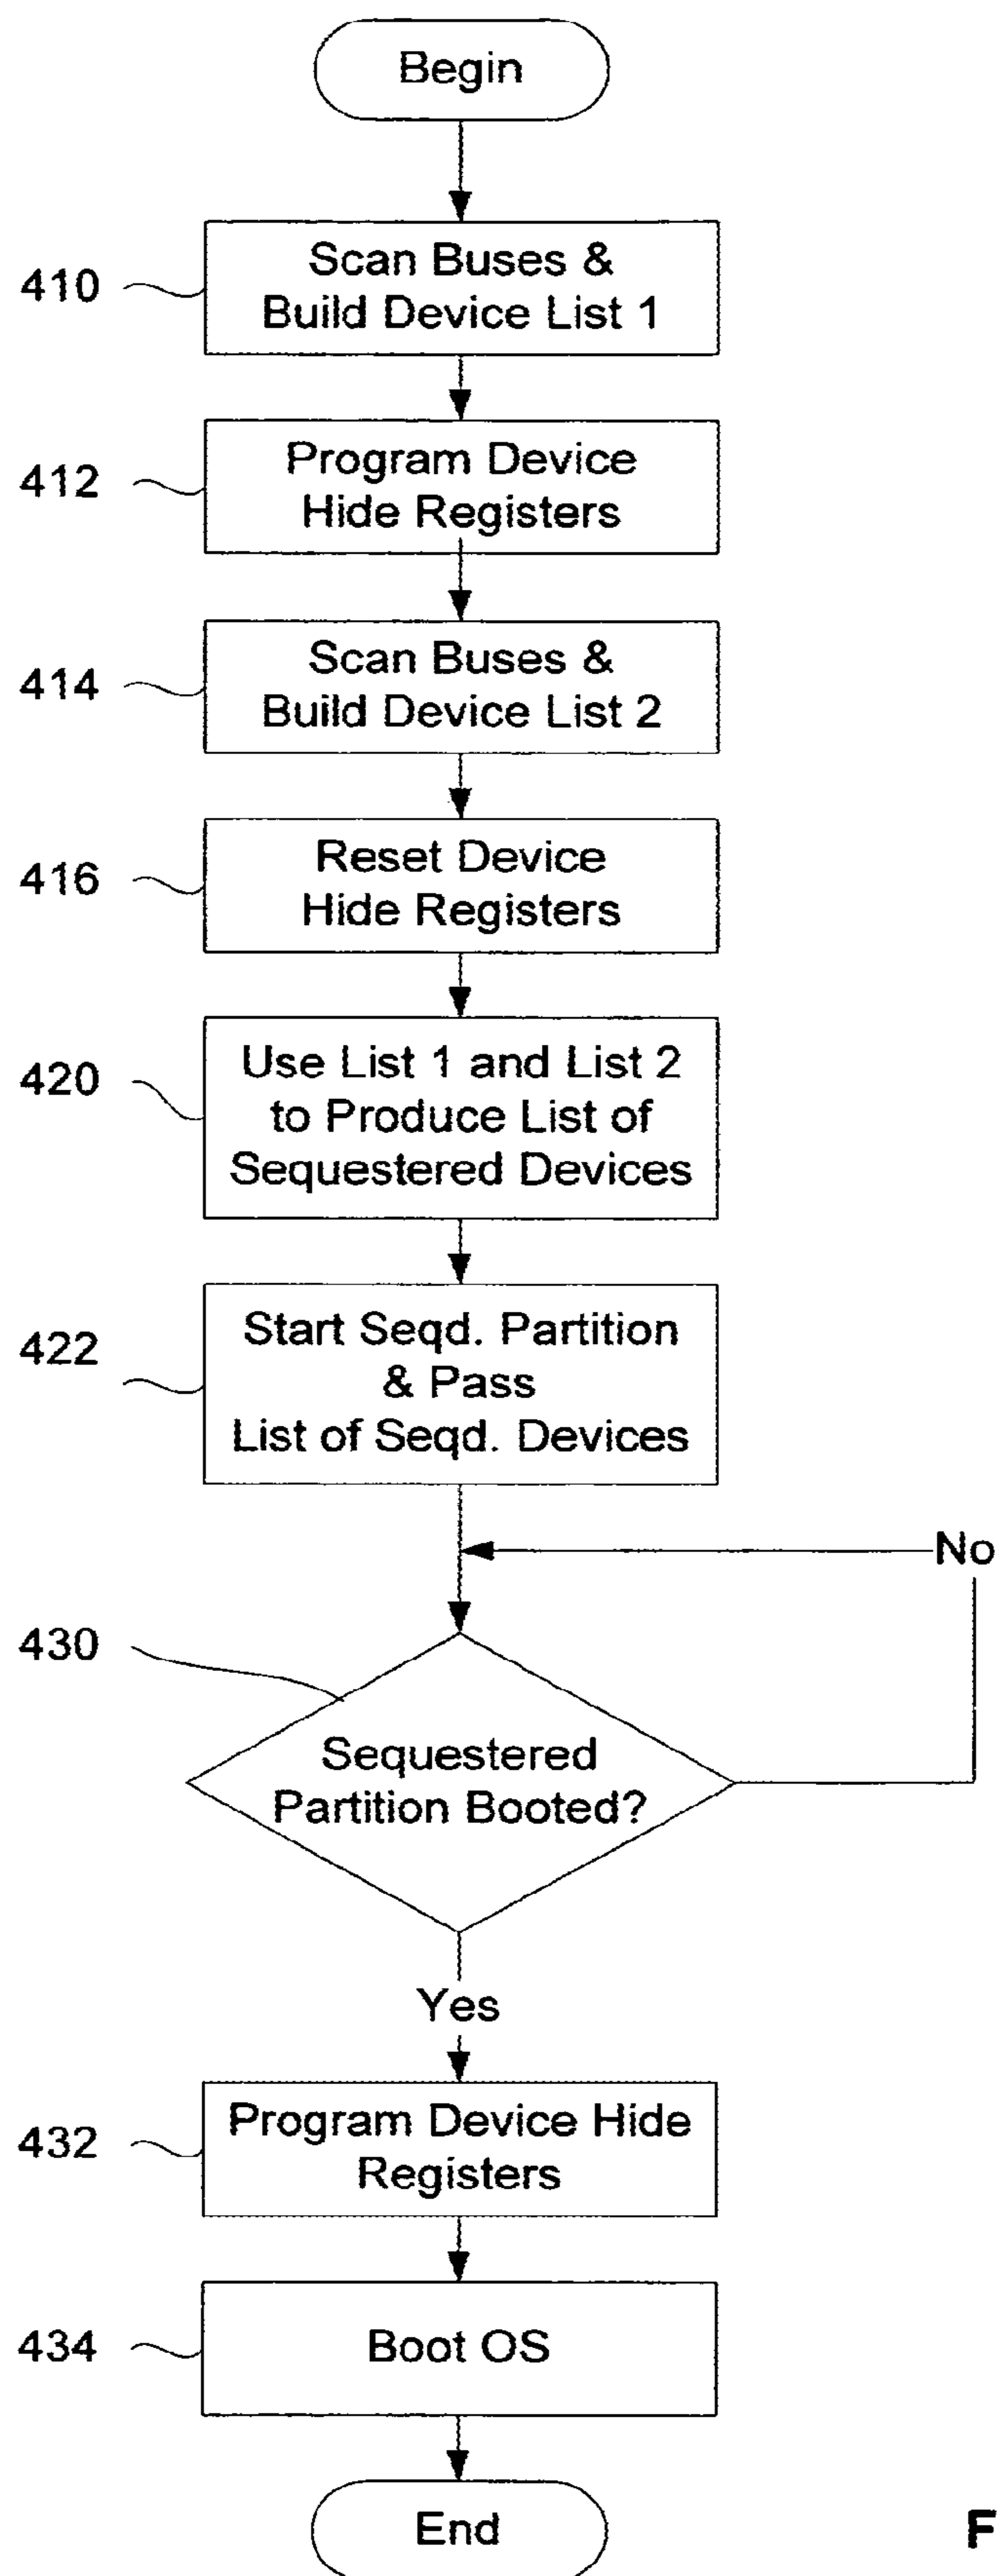 Begin
410
Scan Buses &
Build Device List 1
412
Program Device
Hide Registers
414
Scan Buses &
Build Device List 2
416
Reset Device
Hide Registers
420
Use List 1 and List 2
to Produce List of
Sequestered Devices
422
Start Seqd. Partition
& Pass
List of Seqd. Devices
No
430
Sequestered
Partition Booted?
Yes
432
Program Device Hide
Registers
434
Boot OS
End
F